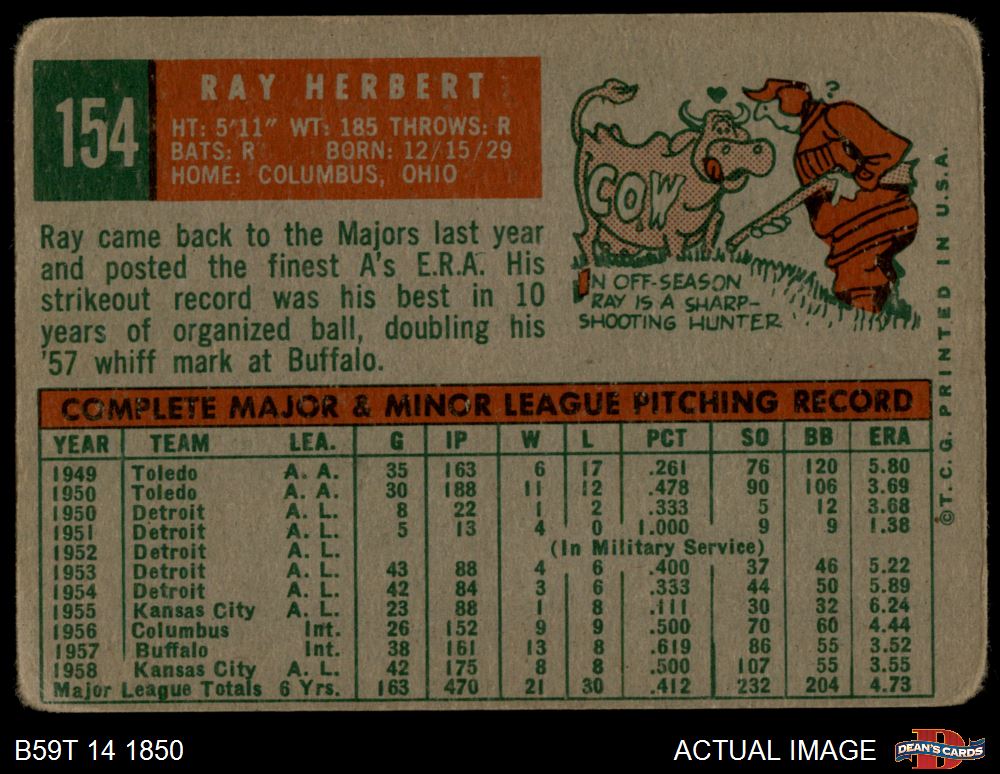 154
RAY HERBERT
HT: 5'11" WT: 185 THROWS: R
BATS: R BORN: 12/15/29
HOME: COLUMBUS, OHIO
Ray came back to the Majors last year
and posted the finest A's E.R.A. His
strikeout record was his best in 10
years of organized ball, doubling his
'57 whiff mark at Buffalo.
?
COW
IN OFF-SEASON
RAY IS A SHARP-
SHOOTING HUNTER
©T. C. G. PRINTED IN U.S.A.
COMPLETE MAJOR & MINOR LEAGUE PITCHING RECORD
YEAR TEAM LEA. G IP W L PCT SO BB ERA
1949 Toledo A. A. 35 163 6 17 .261 76 120 5.80
1950 Toledo A. A. 30 188 11 12 .478 90 106 3.69
1950 Detroit A. L. 8 22 1 2 .333 5 12 3.68
1951 Detroit A. L. 5 13 4 0 1.000 9 9 1.38
1952 Detroit A. L. (In Military Service)
1953 Detroit A. L. 43 88 4 6 .400 37 46 5.22
1954 Detroit A. L. 42 84 3 6 .333 44 50 5.89
1955 Kansas City A. L. 23 88 1 8 .111 30 32 6.24
1956 Columbus Int. 26 152 9 9 .500 70 60 4.44
1957 Buffalo Int. 38 161 13 8 .619 86 55 3.52
1958 Kansas City A. L. 42 175 8 8 .500 107 55 3.55
Major League Totals 6 Yrs. 163 470 21 30 .412 232 204 4.73
B59T 14 1850
ACTUAL IMAGE
DEAN'S CARDS